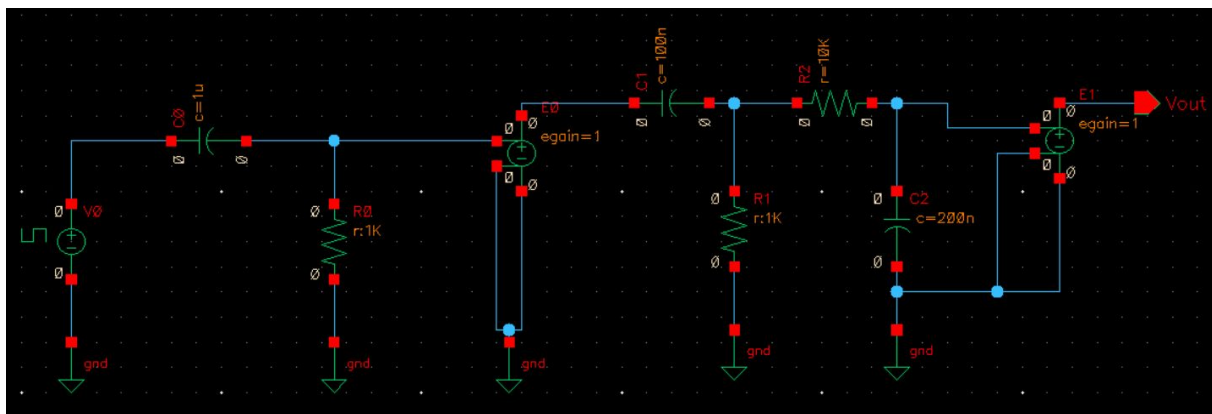 C0
c=1u
Ø
Ø
V0
Ø
Ø
gnd
R0
r:1K
Ø
Ø
gnd
E0
egain=1
Ø
Ø
Ø
Ø
gnd
C1
c=100n
Ø
Ø
R1
r:1K
Ø
Ø
gnd
R2
r=10K
Ø
Ø
C2
c=200n
Ø
Ø
gnd
E1
egain=1
Ø
Ø
Ø
Ø
Vout